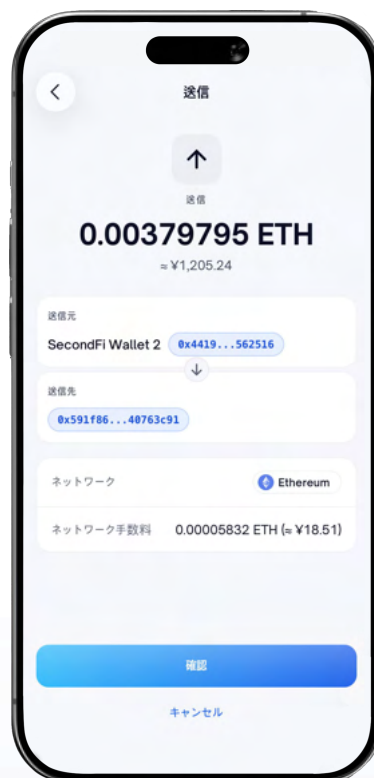 送信
送信
0.00379795 ETH
≈ ¥1,205.24
送信元
SecondFi Wallet 2 0x4419...562516
送信先
0x591f86...40763c91
ネットワーク Ethereum
ネットワーク手数料 0.00005832 ETH (≈ ¥18.51)
確認
キャンセル